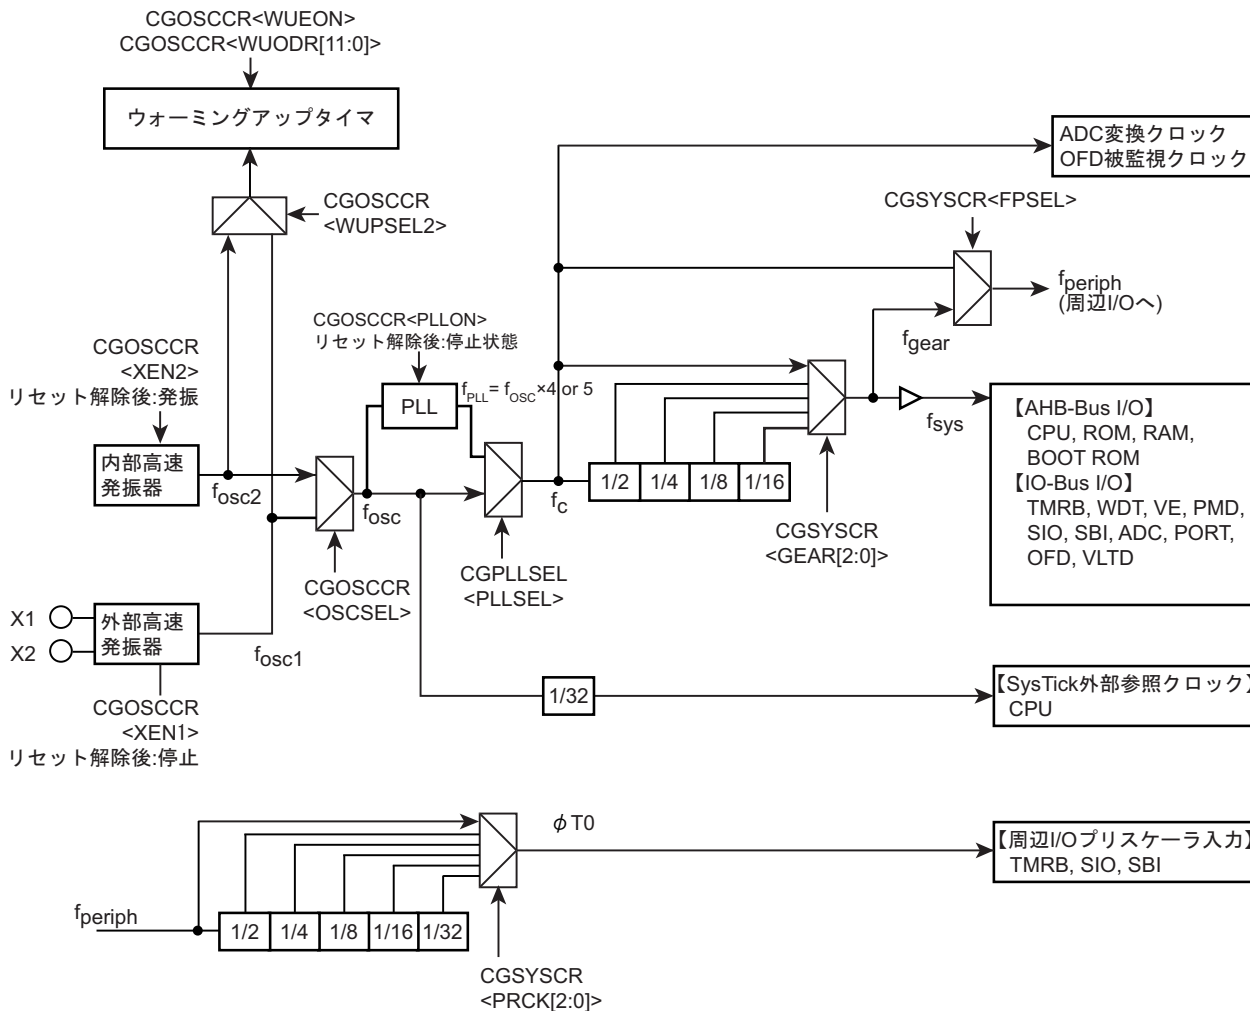 CGOSCCR<WUEON>
CGOSCCR<WUODR[11:0]>
ウォーミングアップタイマ
CGOSCCR
<WUPSEL2>
ADC変換クロック
OFD被監視クロック
CGSYSCR<FPSEL>
fperiph
(周辺I/Oへ)
CGOSCCR<PLLON>
リセット解除後:停止状態
fgear
CGOSCCR
<XEN2>
リセット解除後:発振
PLL
fPLL= fOSC×4 or 5
fsys
【AHB-Bus I/O】
CPU, ROM, RAM,
BOOT ROM
【IO-Bus I/O】
TMRB, WDT, VE, PMD,
SIO, SBI, ADC, PORT,
OFD, VLTD
内部高速
発振器
fosc2
fosc
fc
1/2 1/4 1/8 1/16
CGSYSCR
<GEAR[2:0]>
CGOSCCR
<OSCSEL>
CGPLLSEL
<PLLSEL>
X1
X2
外部高速
発振器
fosc1
CGOSCCR
<XEN1>
リセット解除後:停止
1/32
【SysTick外部参照クロック】
CPU
φT0
【周辺I/Oプリスケーラ入力】
TMRB, SIO, SBI
fperiph
1/2 1/4 1/8 1/16 1/32
CGSYSCR
<PRCK[2:0]>